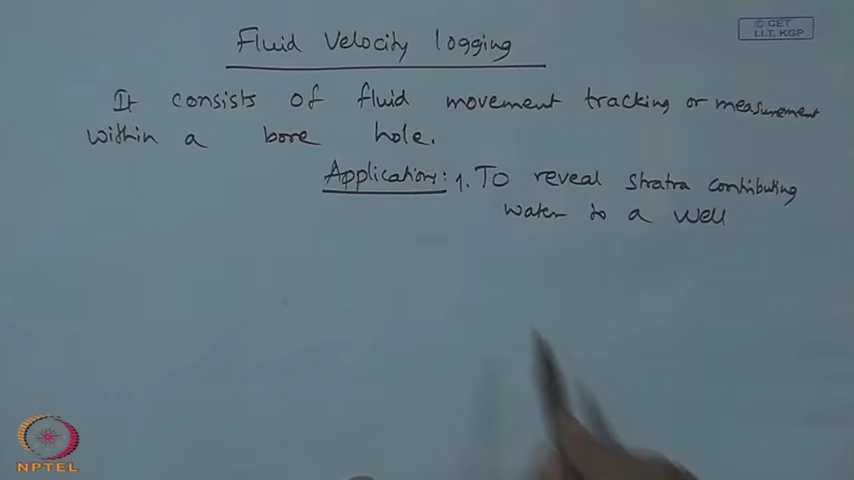 © CET
I.I.T. KGP
Fluid Velocity logging
It consists of fluid movement tracking or measurement
within a bore hole.
Application: 1. To reveal stratra contributing
water to a well
NPTEL